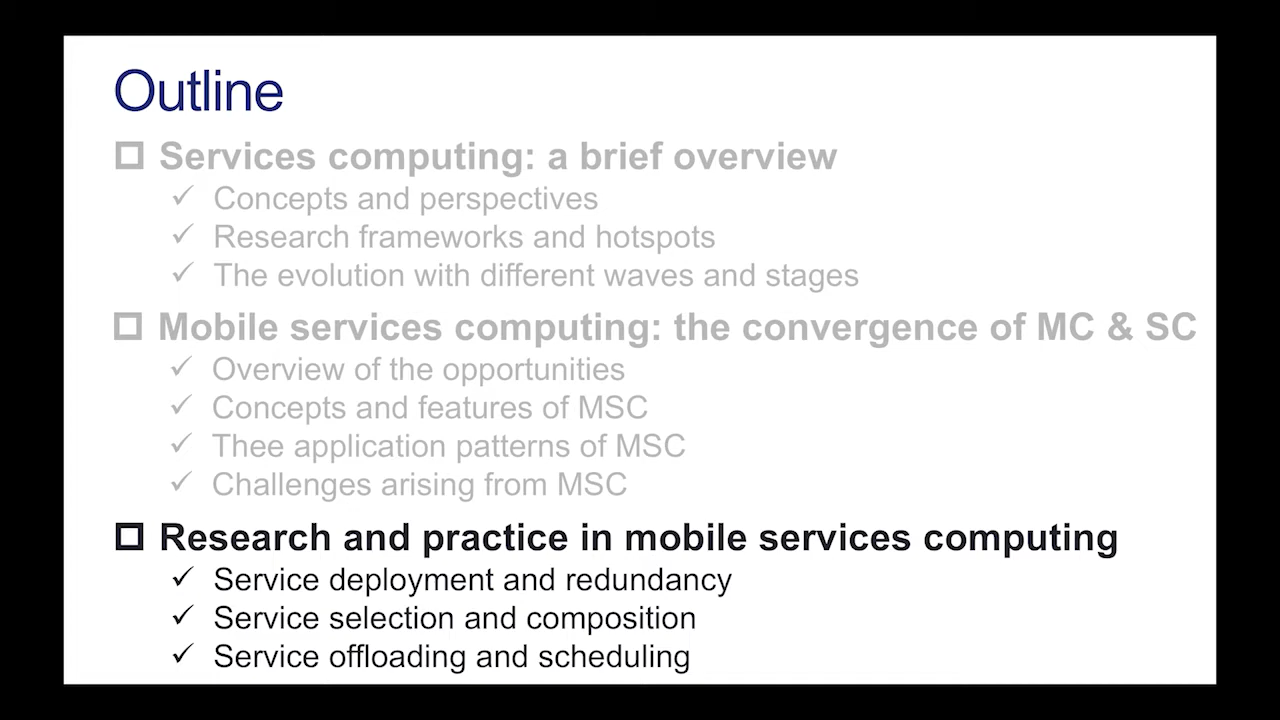 Outline
Services computing: a brief overview
✓ Concepts and perspectives
✓ Research frameworks and hotspots
✓ The evolution with different waves and stages
Mobile services computing: the convergence of MC & SC
✓ Overview of the opportunities
✓ Concepts and features of MSC
✓ Thee application patterns of MSC
✓ Challenges arising from MSC
Research and practice in mobile services computing
✓ Service deployment and redundancy
✓ Service selection and composition
✓ Service offloading and scheduling